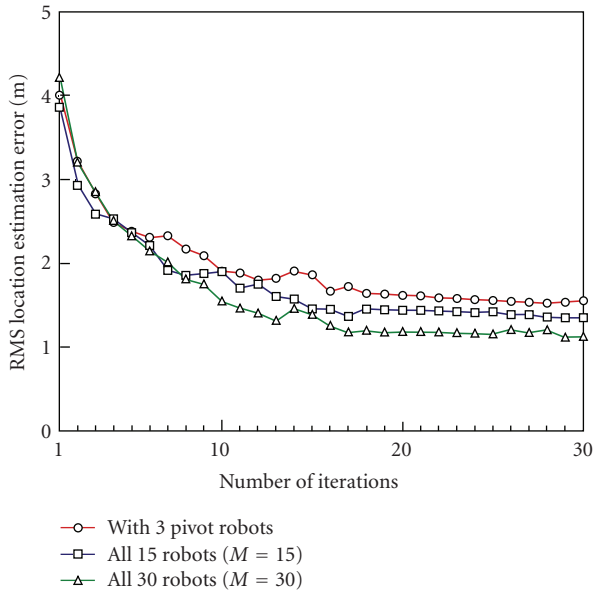 5
4
3
2
1
0
RMS location estimation error (m)
1 10 20 30
Number of iterations
With 3 pivot robots
All 15 robots (M = 15)
All 30 robots (M = 30)